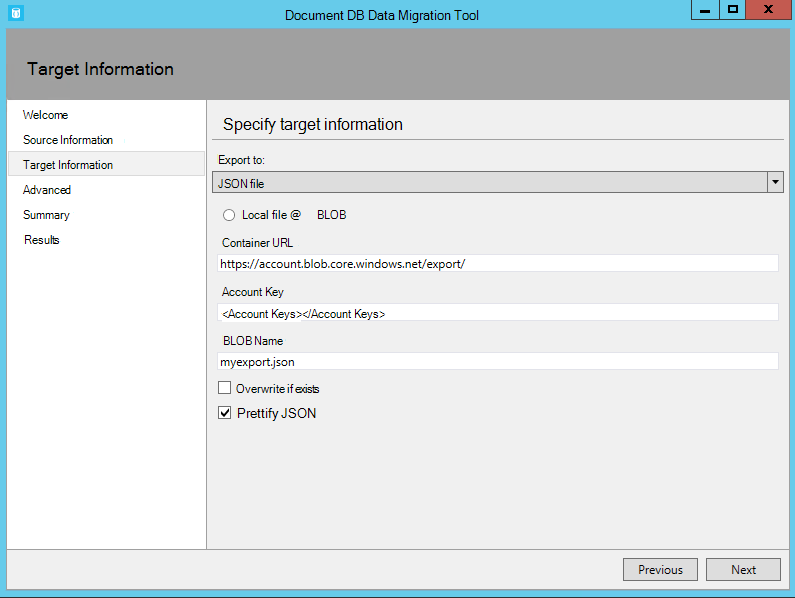 Document DB Data Migration Tool
Target Information
Welcome
Source Information
Target Information
Advanced
Summary
Results
Specify target information
Export to:
JSON file
Local file @ BLOB
Container URL
https://account.blob.core.windows.net/export/
Account Key
<Account Keys></Account Keys>
BLOB Name
myexport.json
Overwrite if exists
Prettify JSON
Previous Next